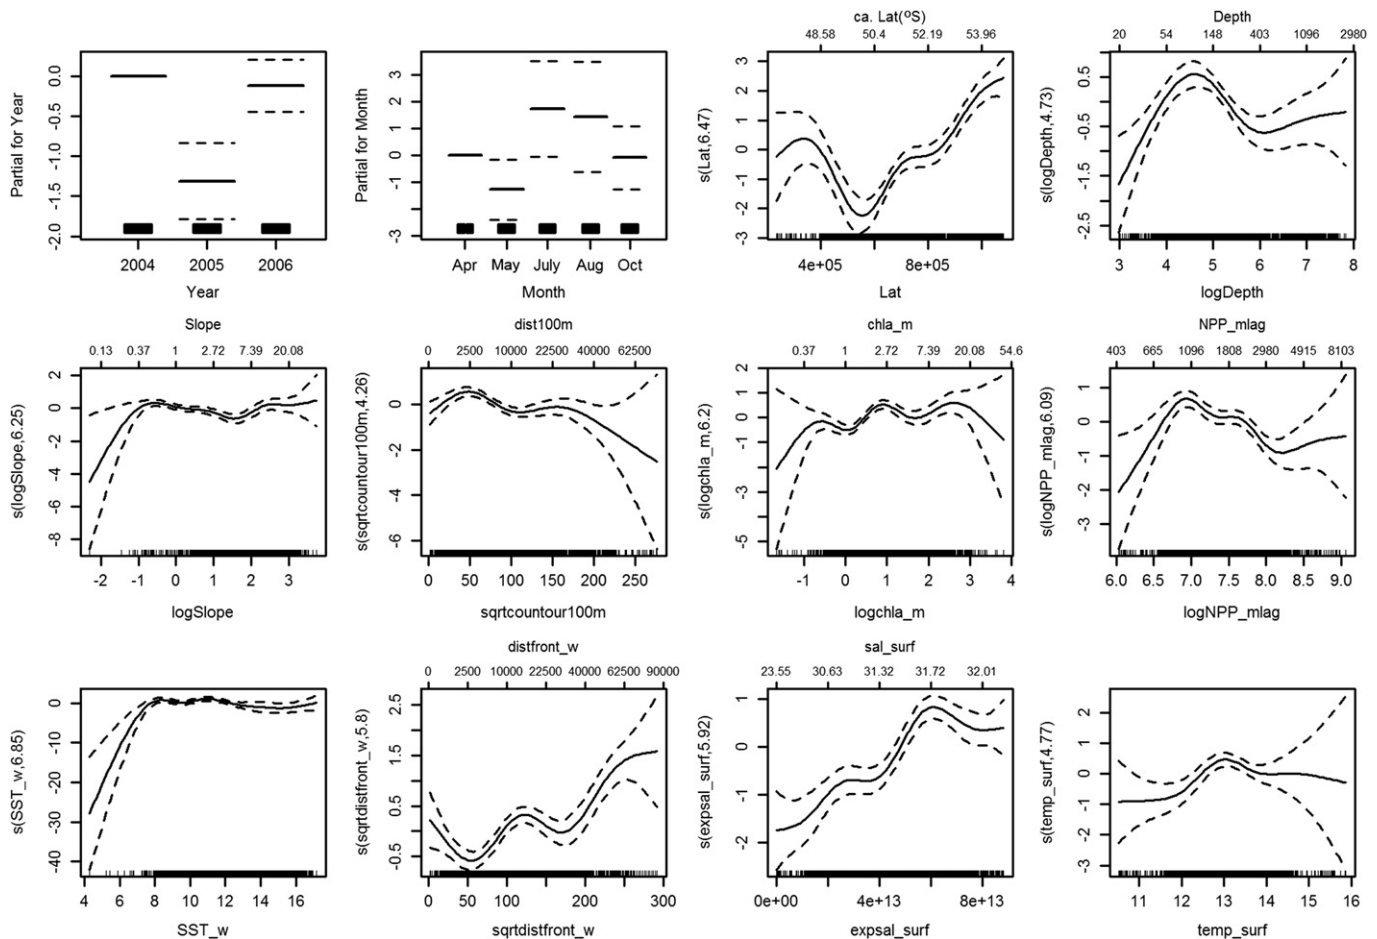 ca. Lat(°S)
48.58 50.4 52.19 53.96
Depth
20 54 148 403 1096 2980
Partial for Year
0.0
-0.5
-1.0
-1.5
-2.0
2004 2005 2006
Year
Partial for Month
3
2
1
0
-1
-3
Apr May July Aug Oct
Month
s(Lat,6.47)
3
2
1
0
-1
-2
-3
4e+05 8e+05
Lat
s(logDepth,4.73)
0.5
-0.5
-1.5
-2.5
3 4 5 6 7 8
logDepth
Slope
0.13 0.37 1 2.72 7.39 20.08
s(logSlope,6.25)
2
0
-2
-4
-6
-8
-2 -1 0 1 2 3
logSlope
dist100m
0 2500 10000 22500 40000 62500
s(sqrtcountour100m,4.26)
0
-2
-4
-6
0 50 100 150 200 250
sqrtcountour100m
chla_m
0.37 1 2.72 7.39 20.08 54.6
s(logchla_m,6.2)
2
1
0
-1
-3
-5
-1 0 1 2 3 4
logchla_m
NPP_mlag
403 665 1096 1808 2980 4915 8103
s(logNPP_mlag,6.09)
1
0
-1
-2
-3
6.0 6.5 7.0 7.5 8.0 8.5 9.0
logNPP_mlag
s(SST_w,6.85)
0
-10
-20
-30
-40
4 6 8 10 12 14 16
SST_w
distfront_w
0 2500 10000 22500 40000 62500 90000
s(sqrtdistfront_w,5.8)
2.5
1.5
0.5
-0.5
0 50 100 150 200 250 300
sqrtdistfront_w
sal_surf
23.55 30.63 31.32 31.72 32.01
s(expsal_surf,5.92)
1
0
-1
-2
0e+00 4e+13 8e+13
expsal_surf
s(temp_surf,4.77)
2
1
0
-1
-2
-3
11 12 13 14 15 16
temp_surf